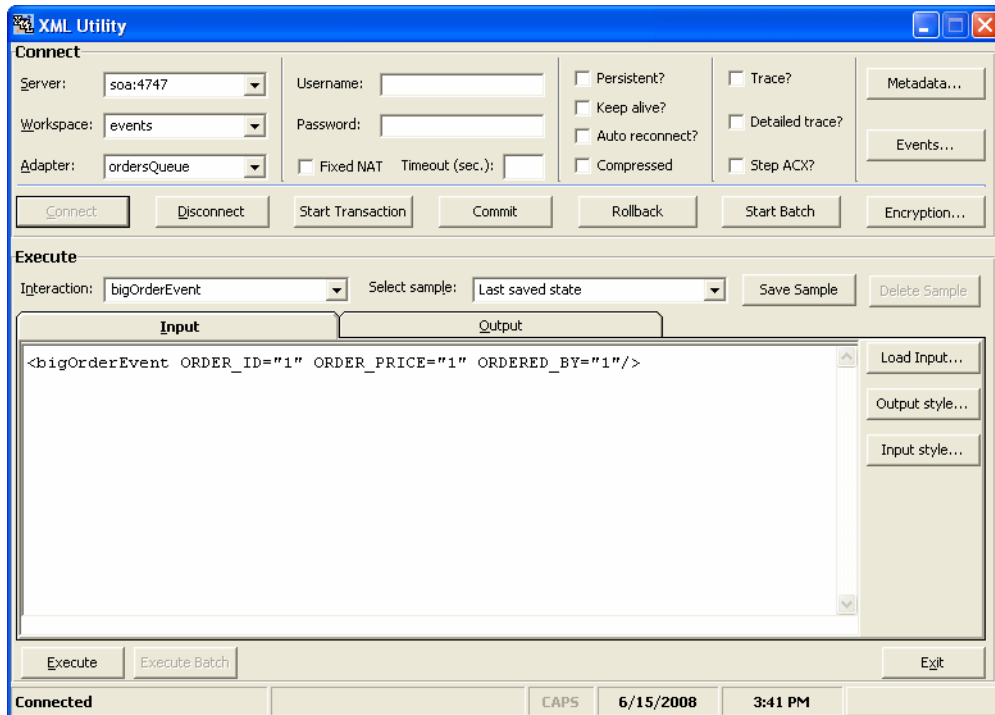 XML Utility
Connect
Server: soa:4747 Username: Persistent? Trace? Metadata...
Keep alive?
Workspace: events Password: Auto reconnect? Detailed trace? Events...
Adapter: ordersQueue Fixed NAT Timeout (sec.): Compressed Step ACX?
Connect Disconnect Start Transaction Commit Rollback Start Batch Encryption...
Execute
Interaction: bigOrderEvent Select sample: Last saved state Save Sample Delete Sample
Input Output
<bigOrderEvent ORDER_ID="1" ORDER_PRICE="1" ORDERED_BY="1"/> Load Input...
Output style...
Input style...
Execute Execute Batch Exit
Connected CAPS 6/15/2008 3:41 PM